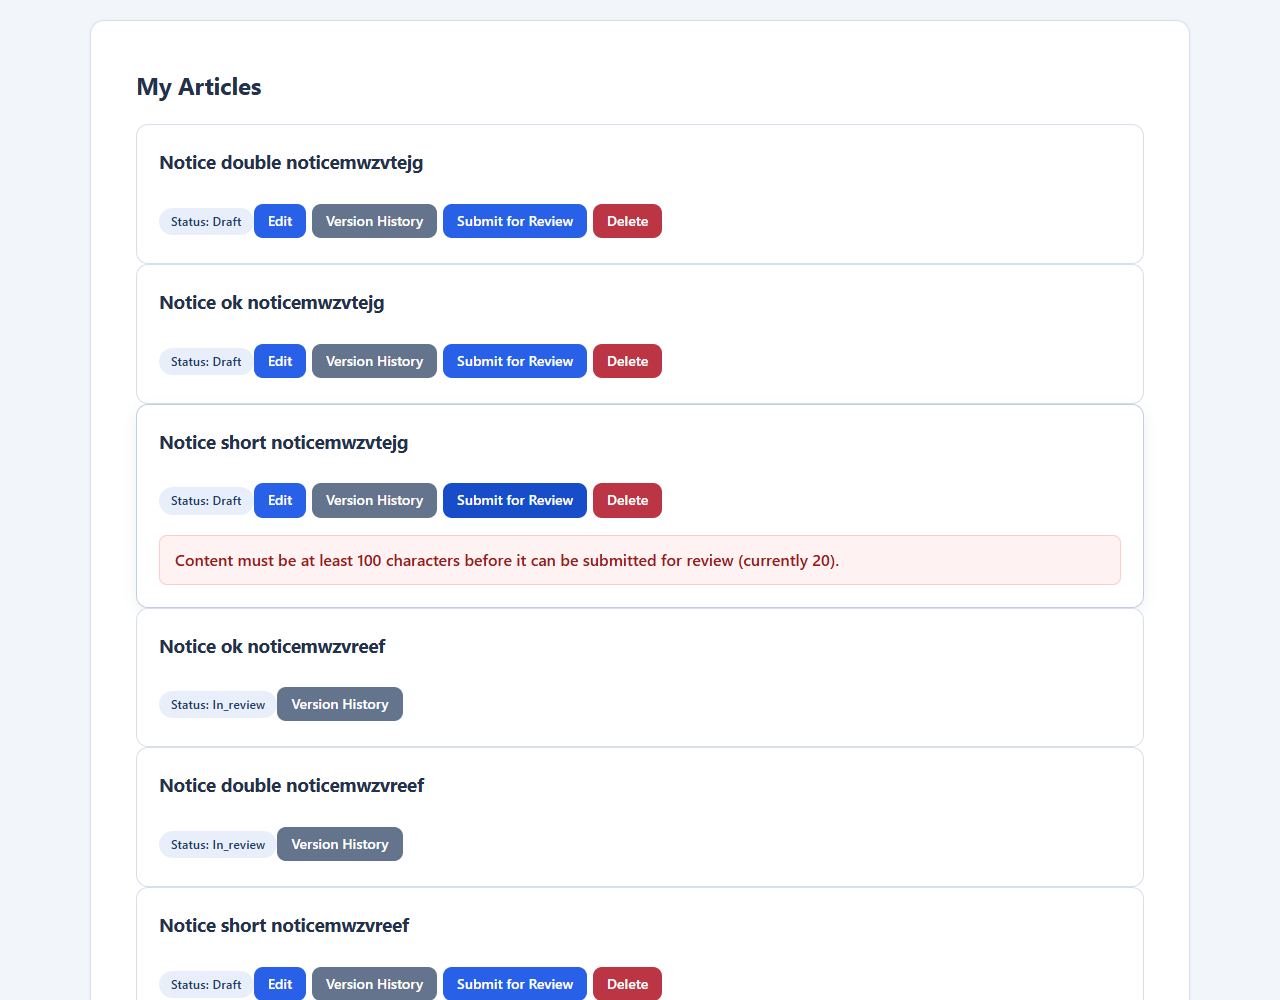 My Articles
Notice double noticemwzvtejg
Status: Draft Edit Version History Submit for Review Delete
Notice ok noticemwzvtejg
Status: Draft Edit Version History Submit for Review Delete
Notice short noticemwzvtejg
Status: Draft Edit Version History Submit for Review Delete
Content must be at least 100 characters before it can be submitted for review (currently 20).
Notice ok noticemwzvreef
Status: In_review Version History
Notice double noticemwzvreef
Status: In_review Version History
Notice short noticemwzvreef
Status: Draft Edit Version History Submit for Review Delete